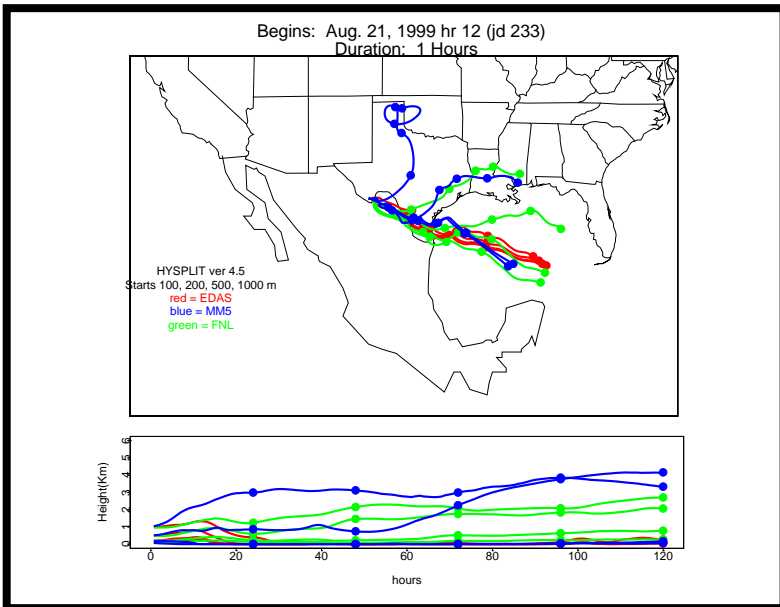 Begins: Aug. 21, 1999 hr 12 (jd 233)
Duration: 1 Hours
HYSPLIT ver 4.5
Starts 100, 200, 500, 1000 m
red = EDAS
blue = MM5
green = FNL
Height(Km)
6
5
4
3
2
1
0
0 20 40 60 80 100 120
hours